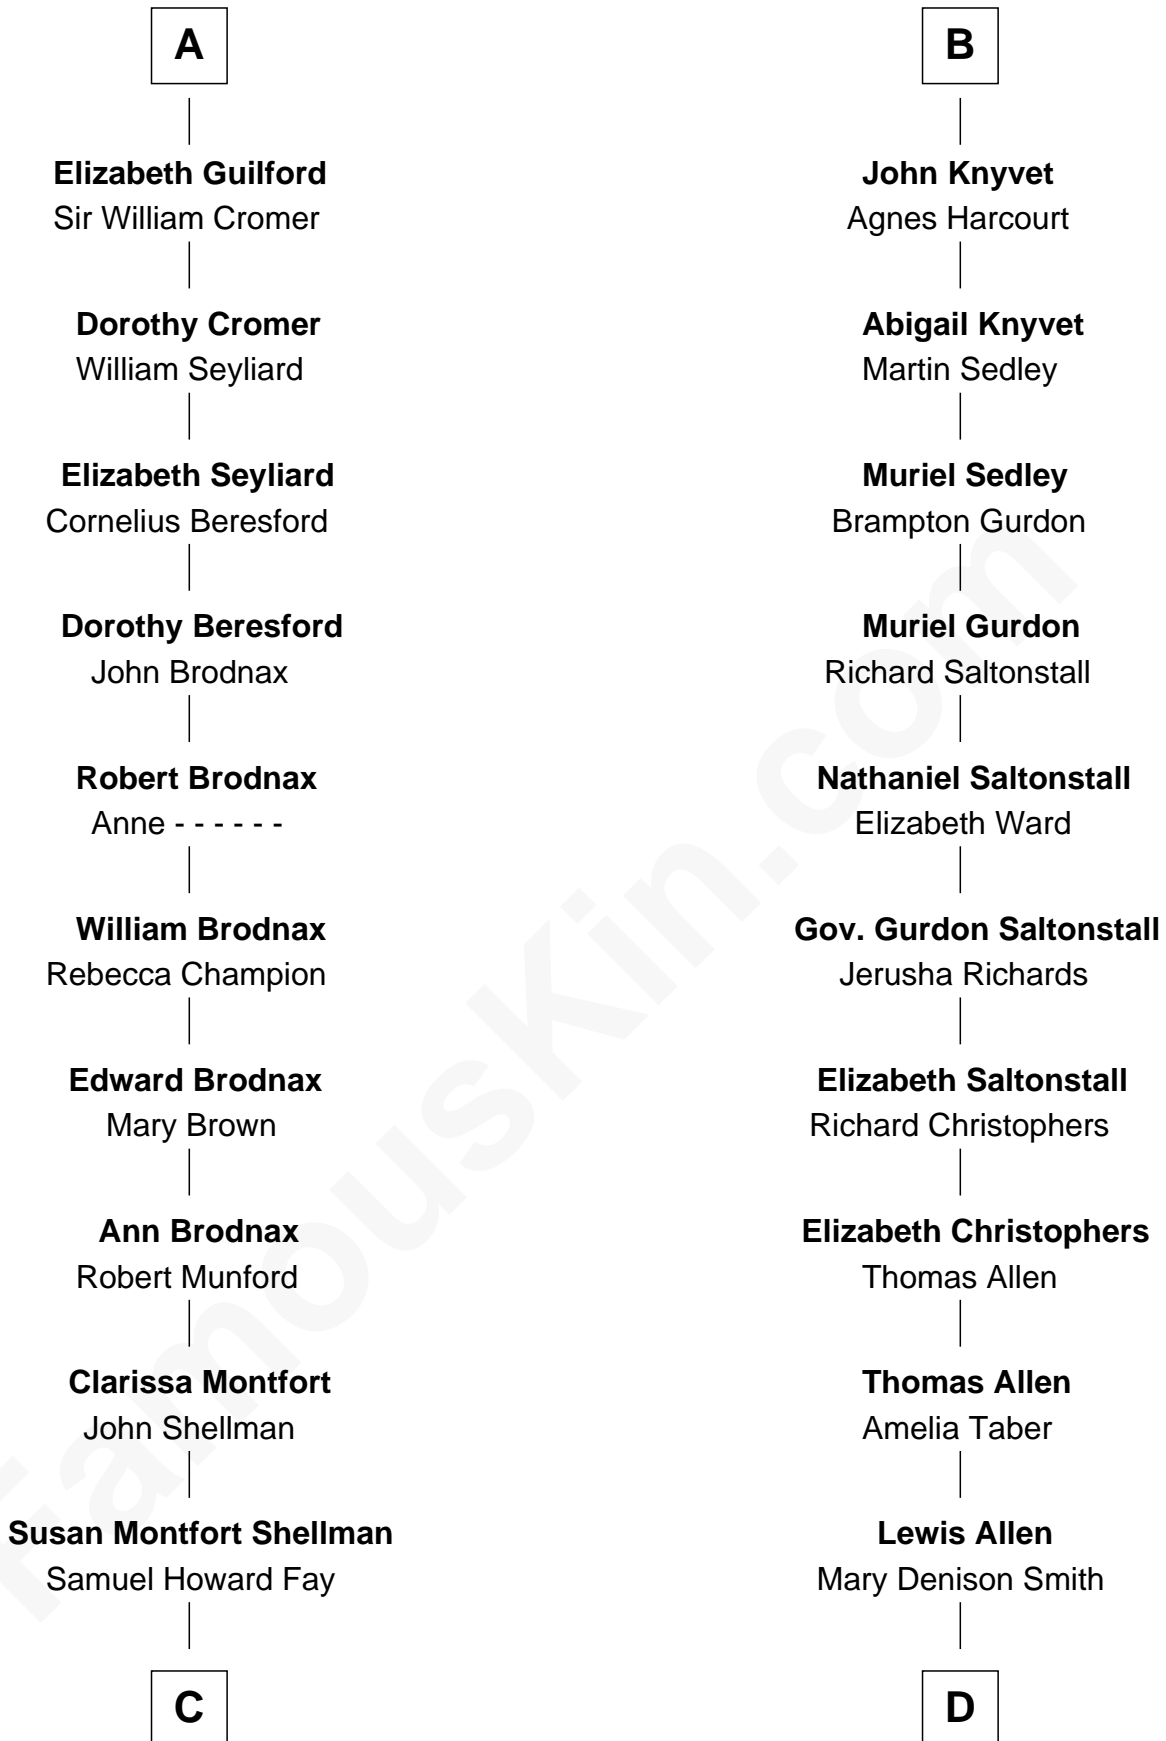 A
Elizabeth Guilford
Sir William Cromer
Dorothy Cromer
William Seyliard
Elizabeth Seyliard
Cornelius Beresford
Dorothy Beresford
John Brodnax
Robert Brodnax
Anne - - - - - -
William Brodnax
Rebecca Champion
Edward Brodnax
Mary Brown
Ann Brodnax
Robert Munford
Clarissa Montfort
John Shellman
Susan Montfort Shellman
Samuel Howard Fay
C
B
John Knyvet
Agnes Harcourt
Abigail Knyvet
Martin Sedley
Muriel Sedley
Brampton Gurdon
Muriel Gurdon
Richard Saltonstall
Nathaniel Saltonstall
Elizabeth Ward
Gov. Gurdon Saltonstall
Jerusha Richards
Elizabeth Saltonstall
Richard Christophers
Elizabeth Christophers
Thomas Allen
Thomas Allen
Amelia Taber
Lewis Allen
Mary Denison Smith
D
famousKin.com